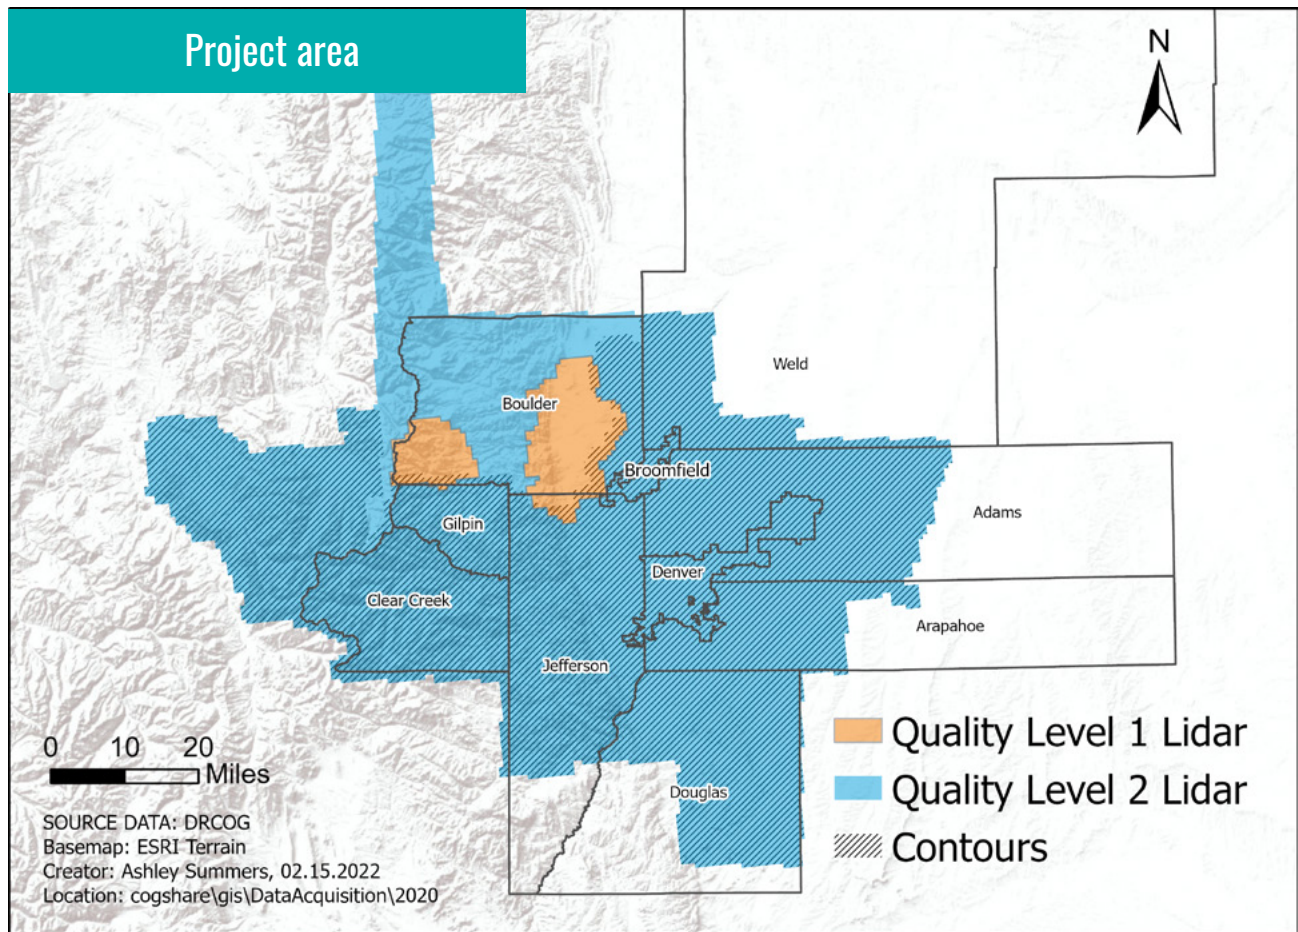 Project area
N
Weld
Boulder
Broomfield
Adams
Gilpin
Denver
Clear Creek
Arapahoe
Jefferson
Douglas
0 10 20
Miles
Quality Level 1 Lidar
Quality Level 2 Lidar
Contours
SOURCE DATA: DRCOG
Basemap: ESRI Terrain
Creator: Ashley Summers, 02.15.2022
Location: cogshare\gis\DataAcquisition\2020